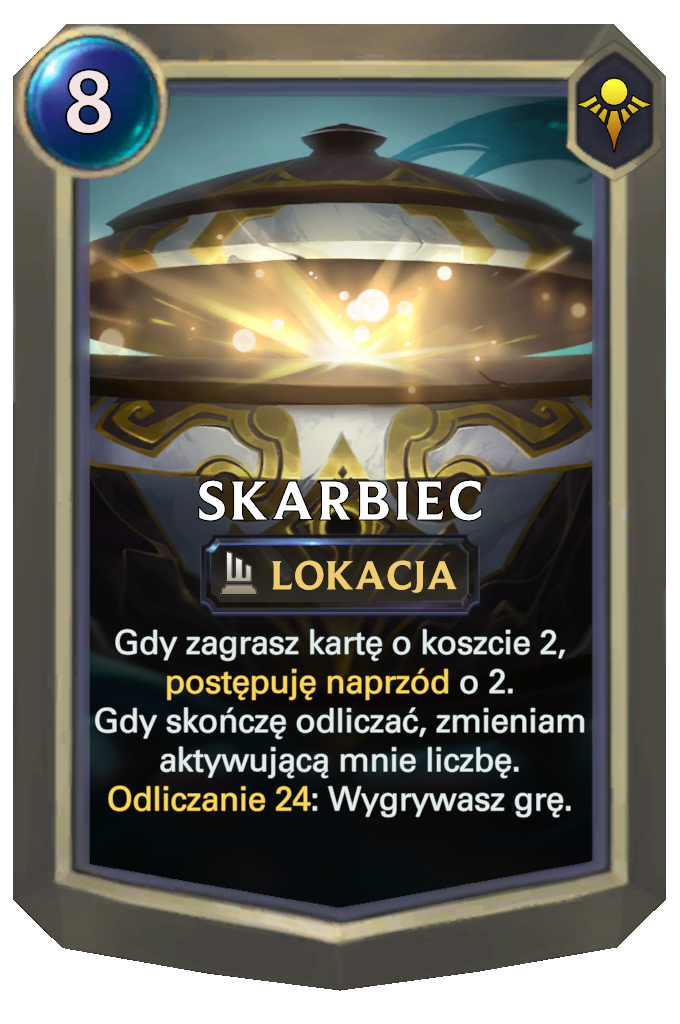 8
SKARBIEC
LOKACJA
Gdy zagrasz kartę o koszcie 2,
postępuję naprzód o 2.
Gdy skończę odliczać, zmieniam
aktywującą mnie liczbę.
Odliczanie 24: Wygrywasz grę.